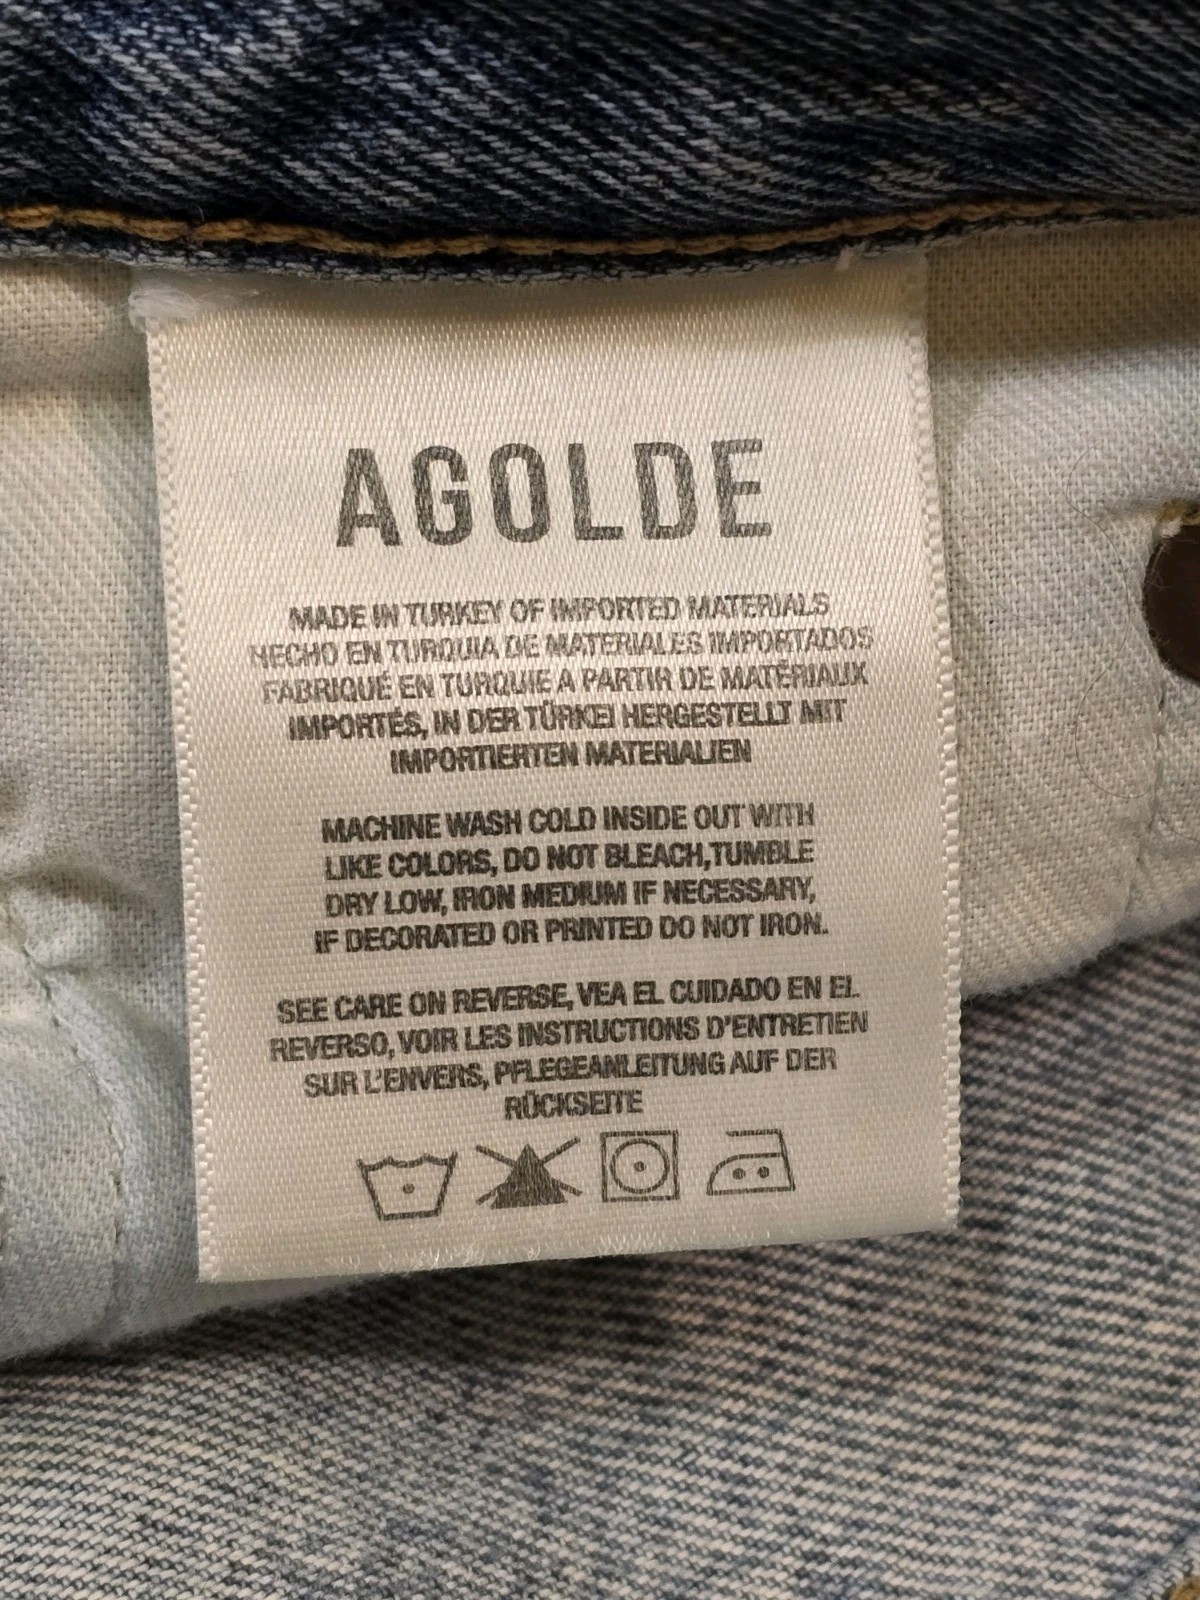 AGOLDE
MADE IN TURKEY OF IMPORTED MATERIALS
HECHO EN TURQUIA DE MATERIALES IMPORTADOS
FABRIQUÉ EN TURQUIE A PARTIR DE MATÉRIAUX
IMPORTÉS, IN DER TÜRKEI HERGESTELLT MIT
IMPORTIERTEN MATERIALIEN
MACHINE WASH COLD INSIDE OUT WITH
LIKE COLORS, DO NOT BLEACH,TUMBLE
DRY LOW, IRON MEDIUM IF NECESSARY,
IF DECORATED OR PRINTED DO NOT IRON.
SEE CARE ON REVERSE, VEA EL CUIDADO EN EL
REVERSO, VOIR LES INSTRUCTIONS D'ENTRETIEN
SUR L'ENVERS, PFLEGEANLEITUNG AUF DER
RÜCKSEITE